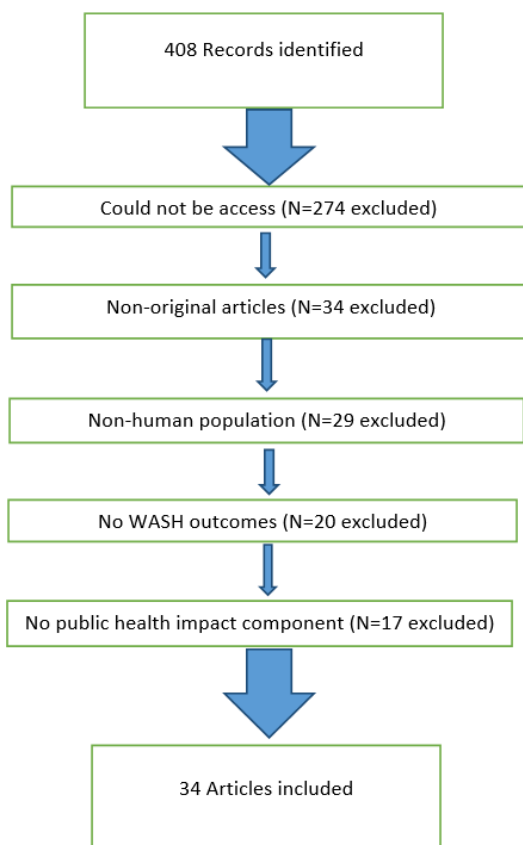 408 Records identified
Could not be access (N=274 excluded)
Non-original articles (N=34 excluded)
Non-human population (N=29 excluded)
No WASH outcomes (N=20 excluded)
No public health impact component (N=17 excluded)
34 Articles included